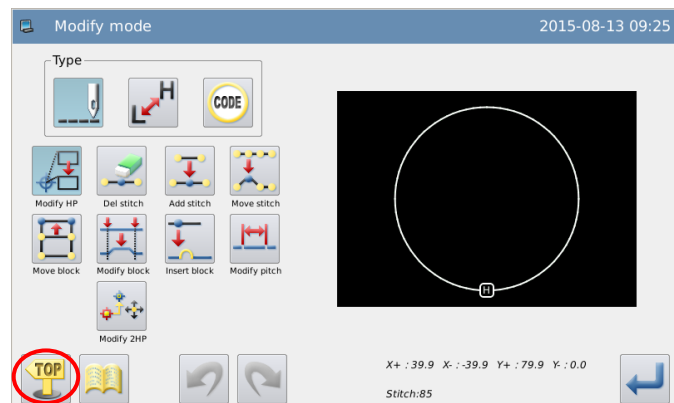 Modify mode 2015-08-13 09:25
Type
H
L
CODE
Modify HP Del stitch Add stitch Move stitch
Move block Modify block Insert block Modify pitch
H
Modify 2HP
TOP
X+ : 39.9 X- : -39.9 Y+ : 79.9 Y- : 0.0
Stitch:85